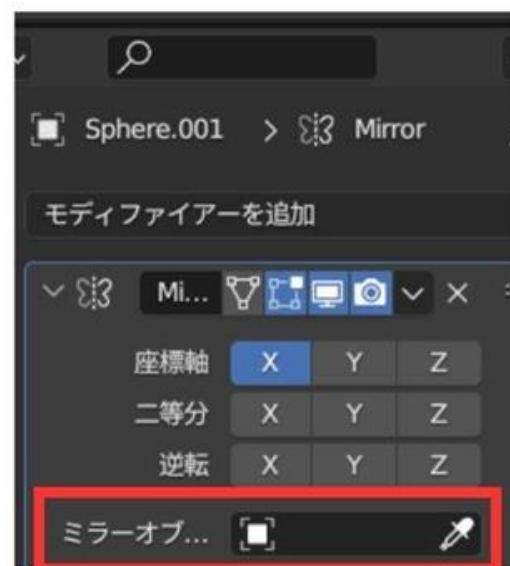 Sphere.001 > Mirror
モディファイアーを追加
Mi...
座標軸 X Y Z
二等分 X Y Z
逆転 X Y Z
ミラーオブ...